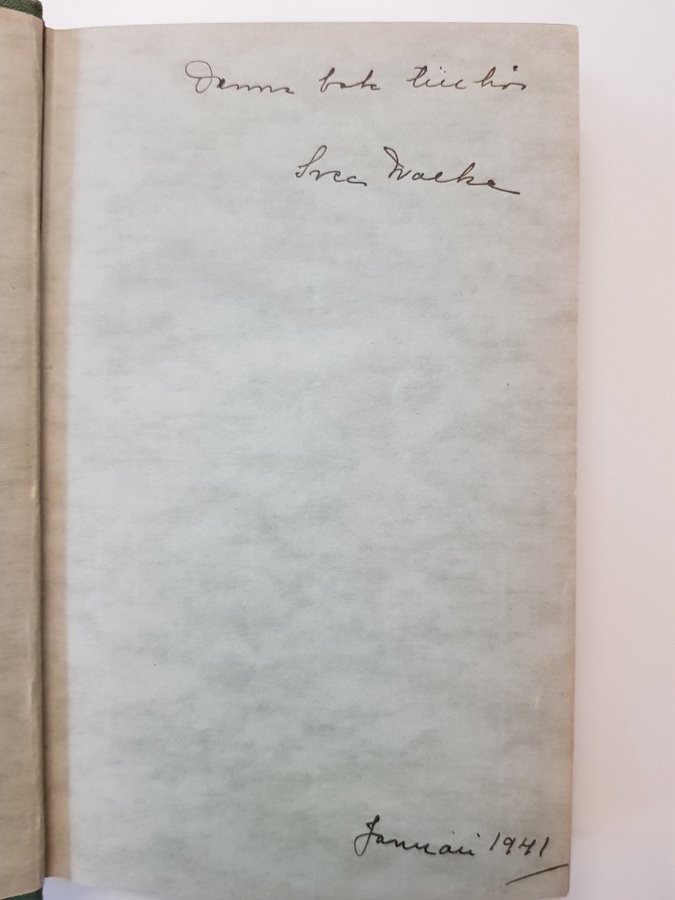 Denna bok tillhör
Svea
Januari 1941